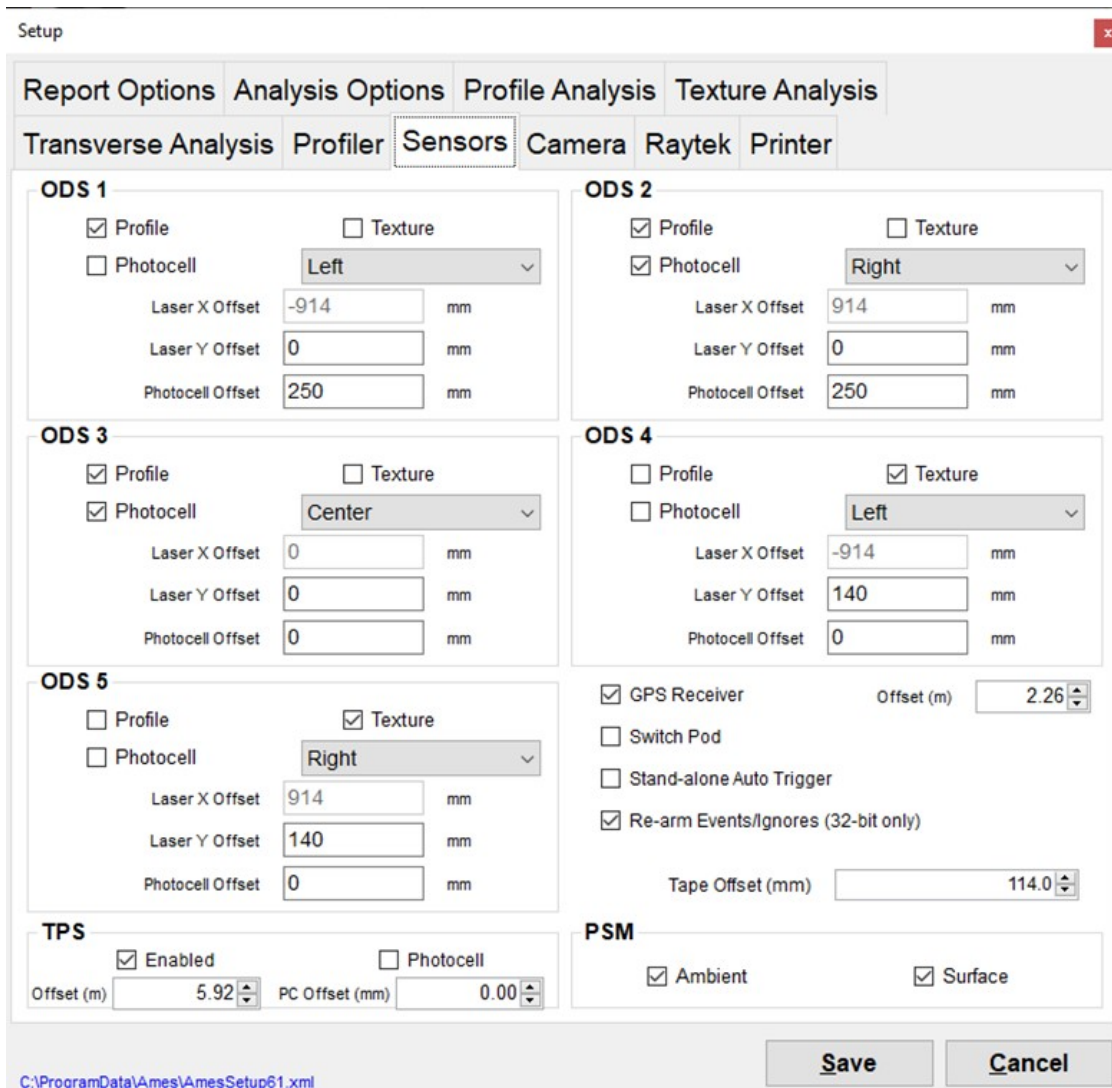 Setup
x
Report Options Analysis Options Profile Analysis Texture Analysis
Transverse Analysis Profiler Sensors Camera Raytek Printer
ODS 1
Profile Texture
Photocell Left
Laser X Offset -914 mm
Laser Y Offset 0 mm
Photocell Offset 250 mm
ODS 2
Profile Texture
Photocell Right
Laser X Offset 914 mm
Laser Y Offset 0 mm
Photocell Offset 250 mm
ODS 3
Profile Texture
Photocell Center
Laser X Offset 0 mm
Laser Y Offset 0 mm
Photocell Offset 0 mm
ODS 4
Profile Texture
Photocell Left
Laser X Offset -914 mm
Laser Y Offset 140 mm
Photocell Offset 0 mm
ODS 5
Profile Texture
Photocell Right
Laser X Offset 914 mm
Laser Y Offset 140 mm
Photocell Offset 0 mm
GPS Receiver Offset (m) 2.26
Switch Pod
Stand-alone Auto Trigger
Re-arm Events/Ignores (32-bit only)
Tape Offset (mm) 114.0
TPS
Enabled Photocell
Offset (m) 5.92 PC Offset (mm) 0.00
PSM
Ambient Surface
Save Cancel
C:\ProgramData\Ames\AmesSetup61.xml